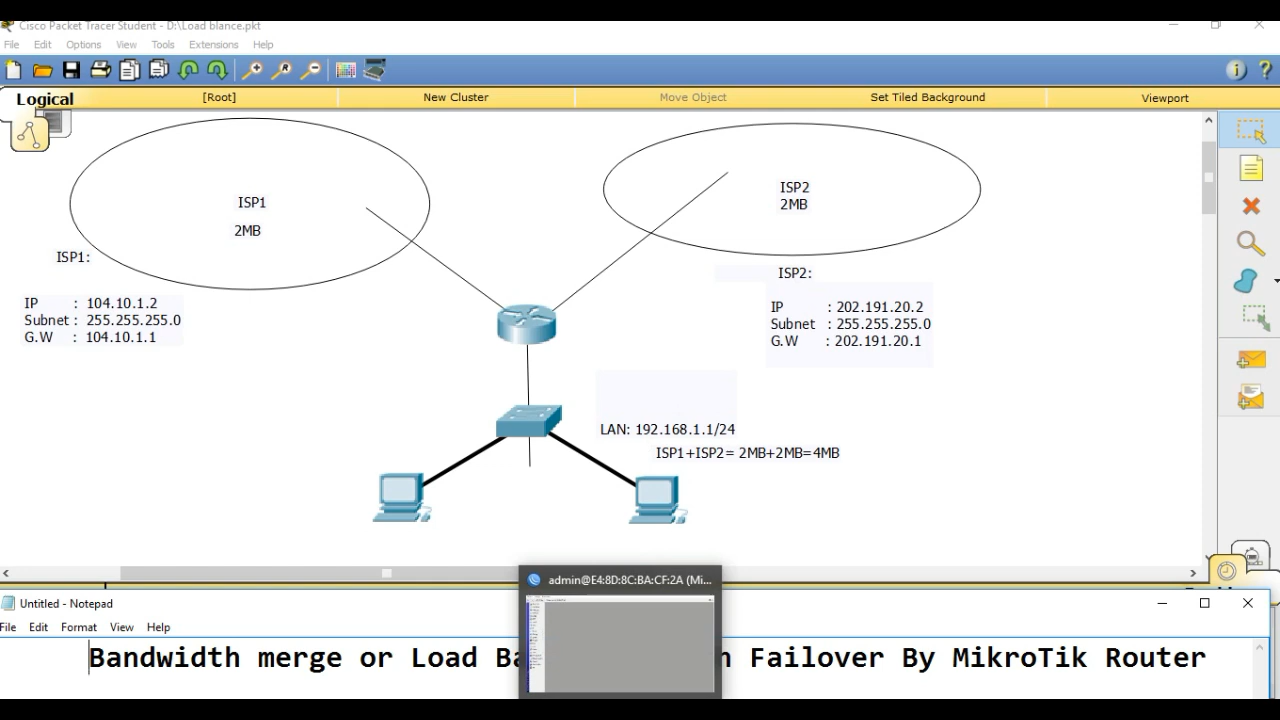 Cisco Packet Tracer Student - D:\Load blance.pkt
File Edit Options View Tools Extensions Help
Logical [Root] New Cluster Move Object Set Tiled Background Viewport
ISP1
2MB
ISP2
2MB
ISP1:
IP : 104.10.1.2
Subnet : 255.255.255.0
G.W : 104.10.1.1
ISP2:
IP : 202.191.20.2
Subnet : 255.255.255.0
G.W : 202.191.20.1
LAN: 192.168.1.1/24
ISP1+ISP2= 2MB+2MB=4MB
admin@E4:8D:8C:BA:CF:2A (Mi...
Untitled - Notepad
File Edit Format View Help
Bandwidth merge or Load Ba Failover By MikroTik Router